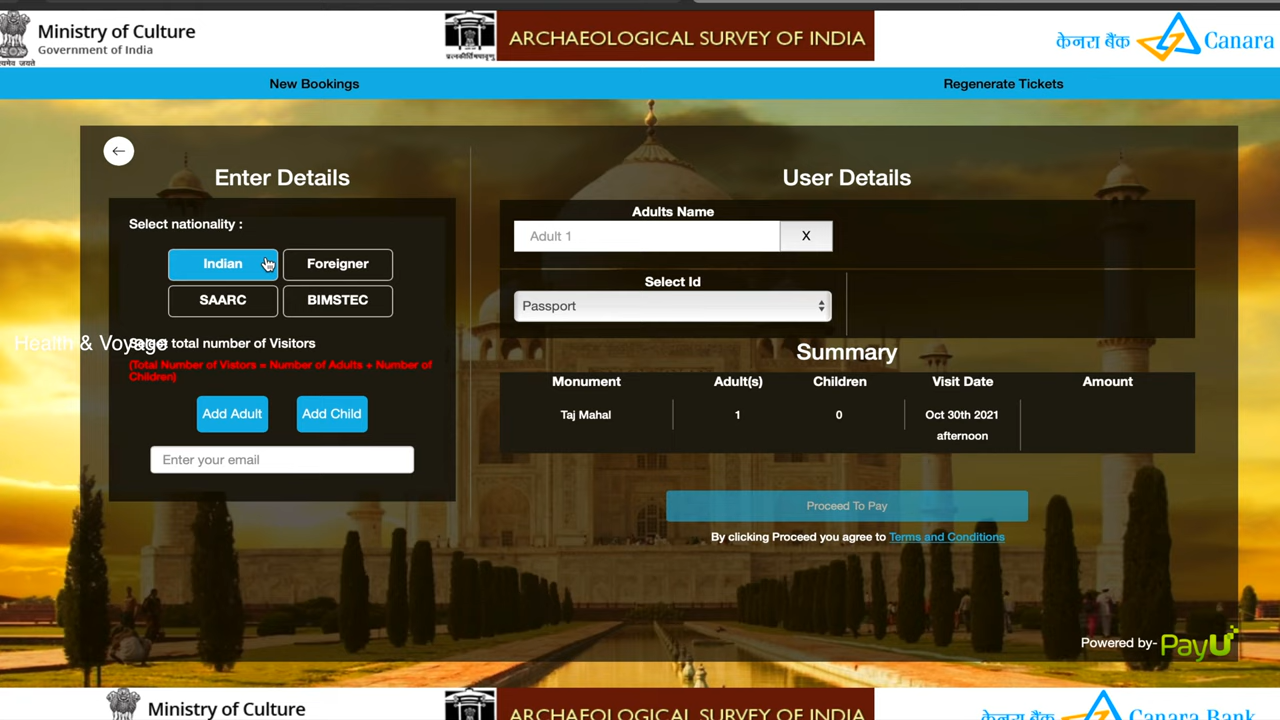 Ministry of Culture
Government of India
ARCHAEOLOGICAL SURVEY OF INDIA
केनरा बैंक Canara
New Bookings
Regenerate Tickets
Enter Details
Select nationality :
Indian
Foreigner
SAARC
BIMSTEC
Health & Voyage
Select total number of Visitors
(Total Number of Vistors = Number of Adults + Number of
Children)
Add Adult
Add Child
Enter your email
User Details
Adults Name
Adult 1
X
Select Id
Passport
Summary
Monument Adult(s) Children Visit Date Amount
Taj Mahal 1 0 Oct 30th 2021
afternoon
Proceed To Pay
By clicking Proceed you agree to Terms and Conditions
Powered by- PayU
Ministry of Culture
ARCHAEOLOGICAL SURVEY OF INDIA
केनरा बैंक Canara Bank